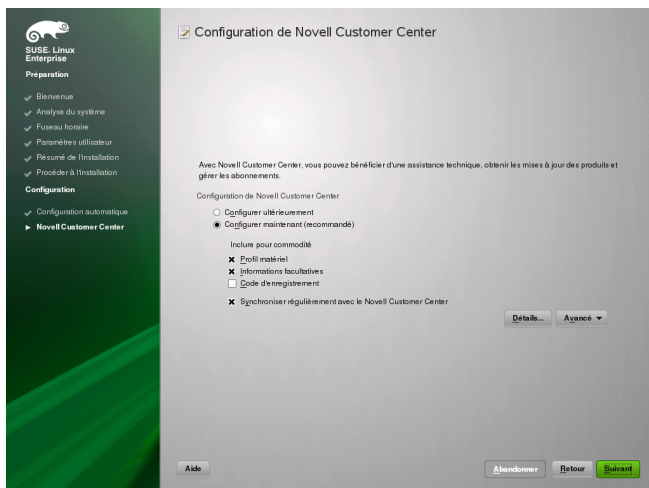 SUSE. Linux
Enterprise
Préparation
Bienvenue
Analyse du système
Fuseau horaire
Paramètres utilisateur
Résumé de l'installation
Procéder à l'installation
Configuration
Configuration automatique
Novell Customer Center
Configuration de Novell Customer Center
Avec Novell Customer Center, vous pouvez bénéficier d'une assistance technique, obtenir les mises à jour des produits et
gérer les abonnements.
Configuration de Novell Customer Center
Configurer ultérieurement
Configurer maintenant (recommandé)
Inclure pour commodité
Profil matériel
Informations facultatives
Code d'enregistrement
Synchroniser régulièrement avec le Novell Customer Center
Détails... Avancé
Aide Abandonner Retour Suivant